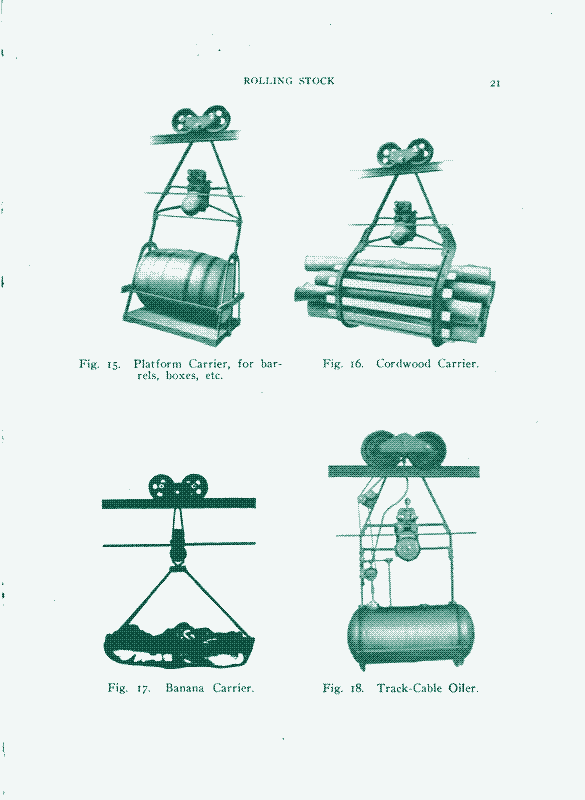 ROLLING STOCK 21
Fig. 15. Platform Carrier, for bar-
rels, boxes, etc.
Fig. 16. Cordwood Carrier.
Fig. 17. Banana Carrier.
Fig. 18. Track-Cable Oiler.